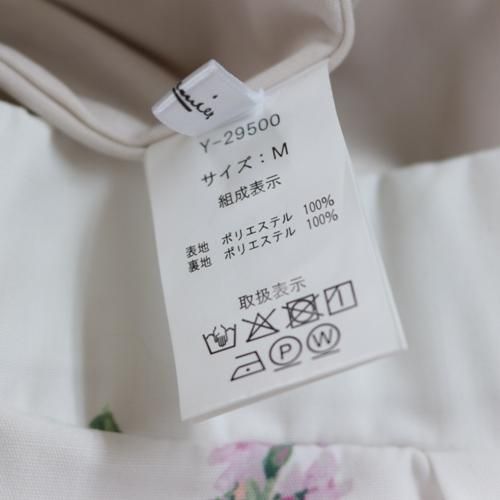 Y-29500
サイズ：M
組成表示
表地 ポリエステル 100%
裏地 ポリエステル 100%
取扱表示
P W